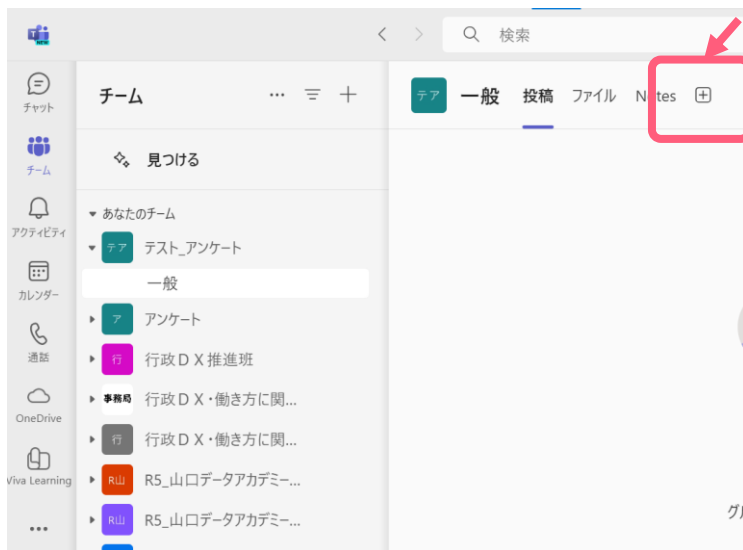 NEW
検索
チャット
チーム
アクティビティ
カレンダー
通話
OneDrive
Viva Learning
チーム
見つける
あなたのチーム
テア テスト_アンケート
一般
ア アンケート
行 行政ＤＸ推進班
事務局 行政ＤＸ・働き方に関...
行 行政ＤＸ・働き方に関...
R山 R5_山口データアカデミー...
R山 R5_山口データアカデミー...
テア 一般 投稿 ファイル Notes
グル